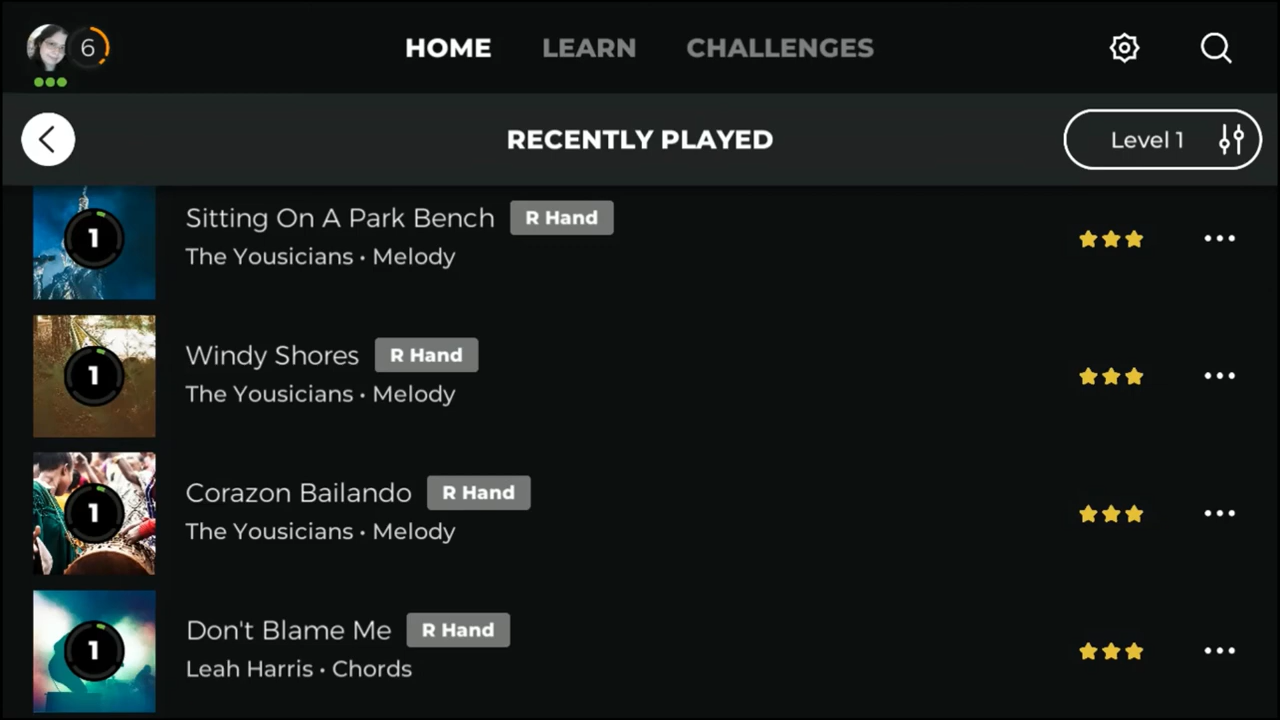 6
HOME LEARN CHALLENGES
RECENTLY PLAYED
Level 1
1
Sitting On A Park Bench R Hand
The Yousicians • Melody
1
Windy Shores R Hand
The Yousicians • Melody
1
Corazon Bailando R Hand
The Yousicians • Melody
1
Don't Blame Me R Hand
Leah Harris • Chords